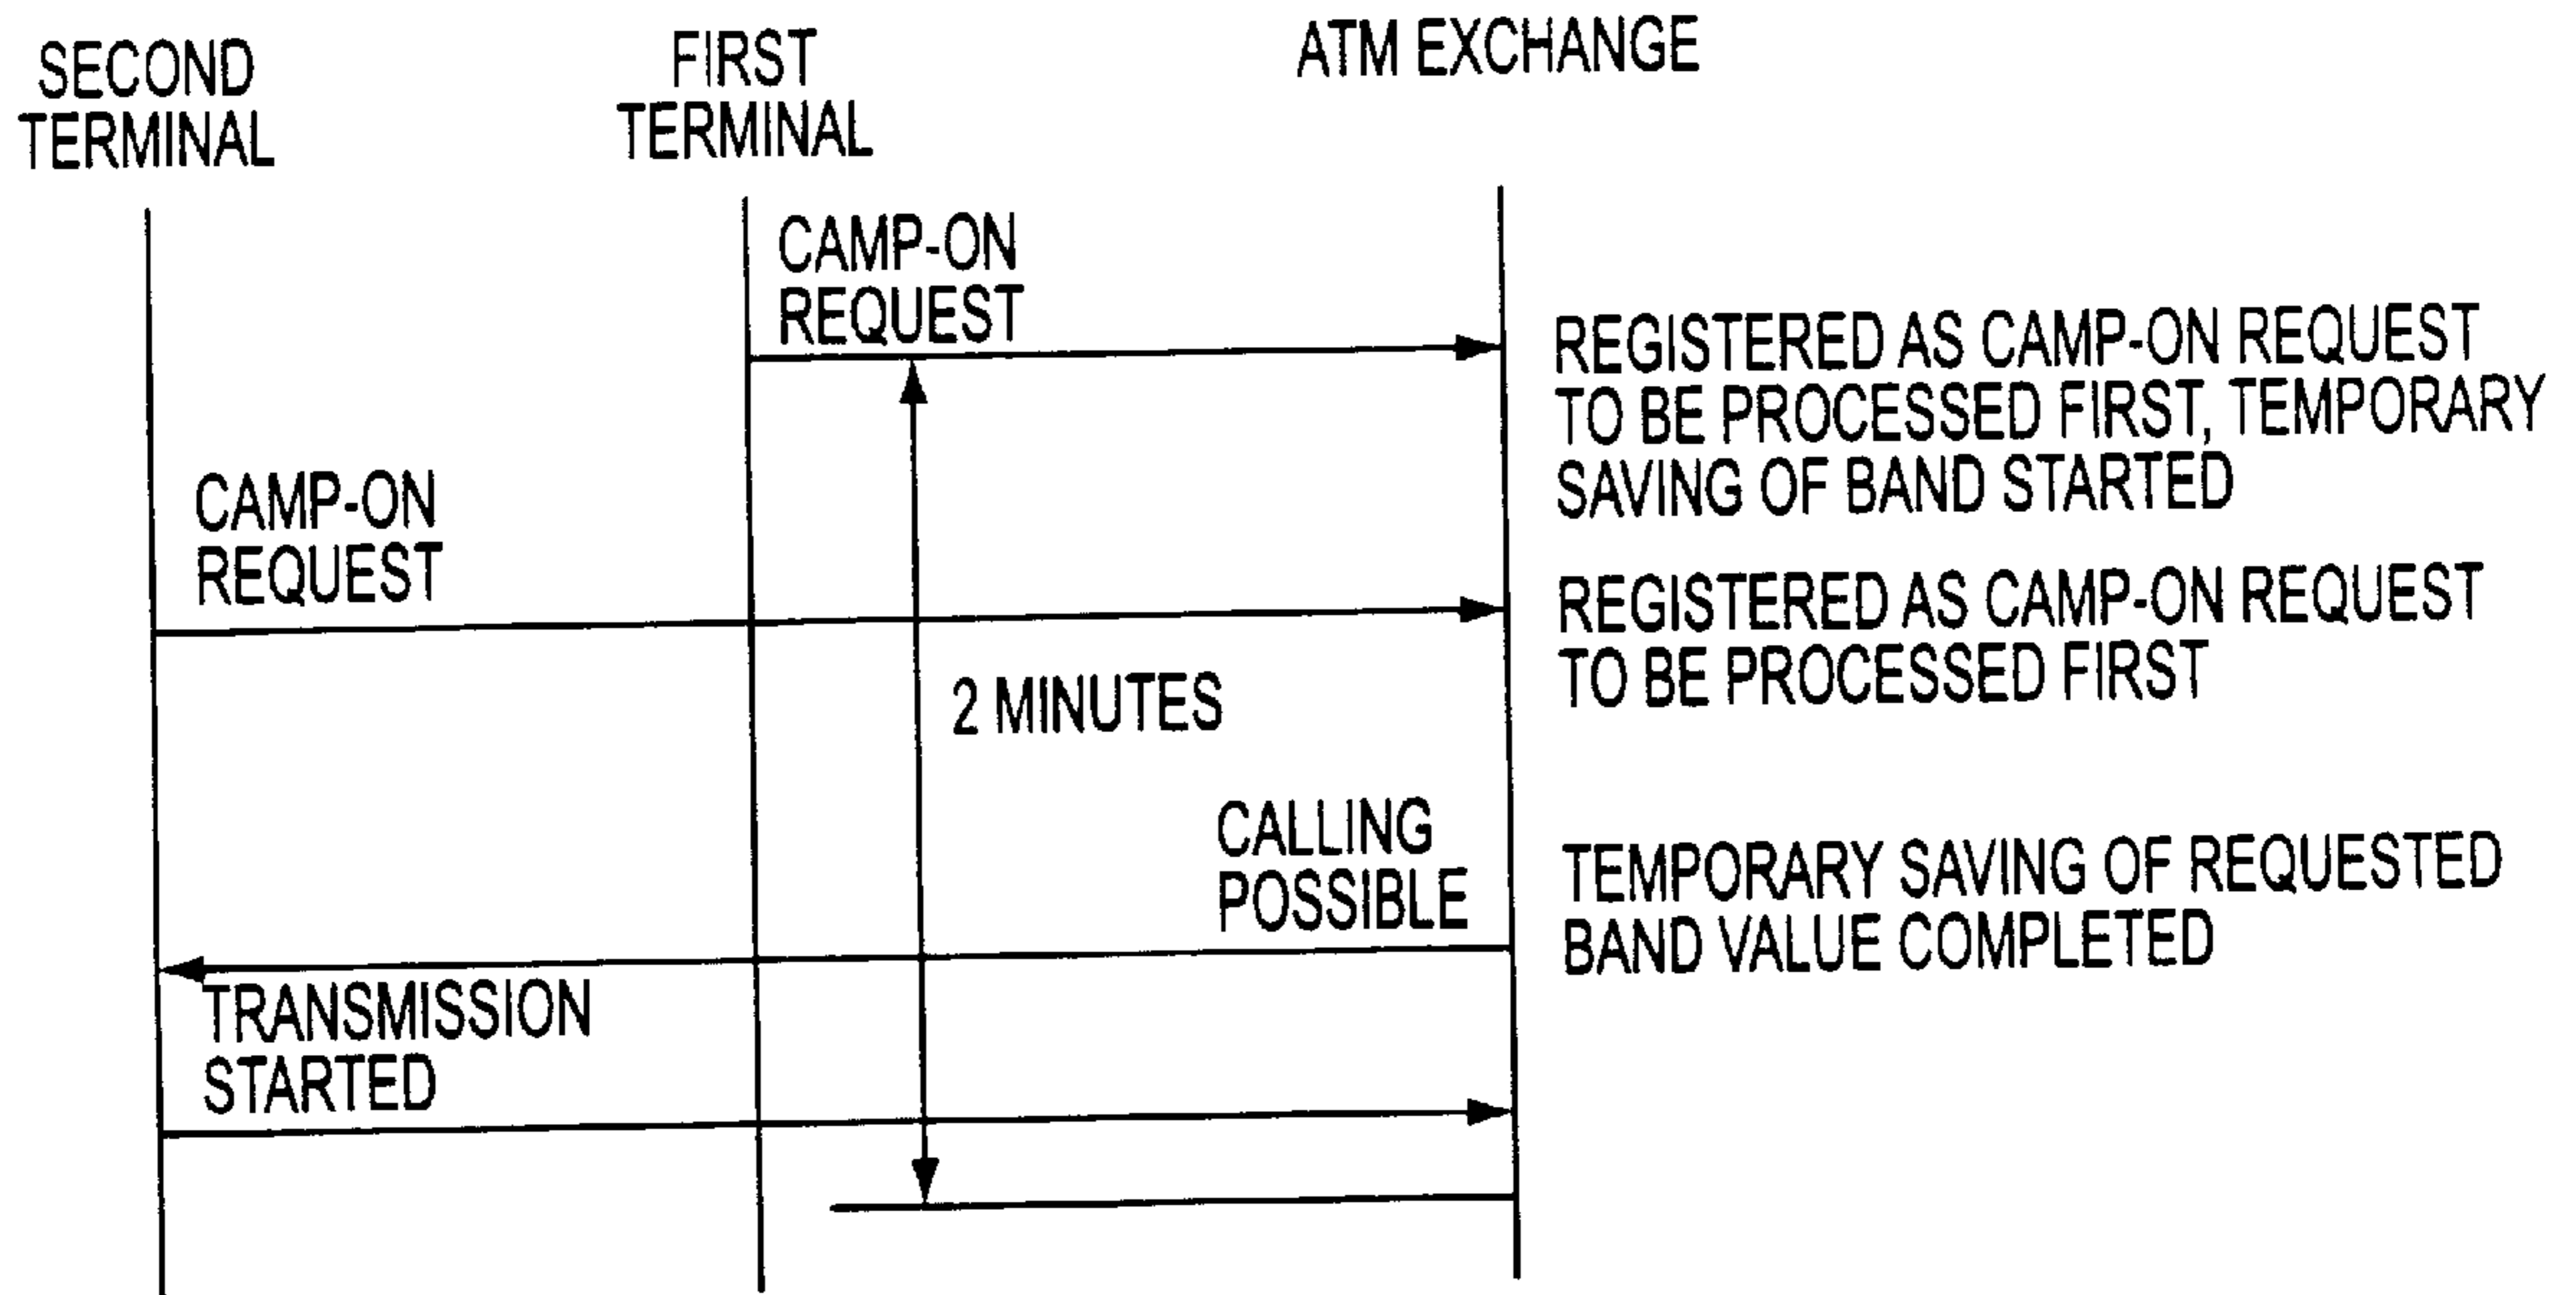 SECOND
TERMINAL
FIRST
TERMINAL
ATM EXCHANGE
CAMP-ON
REQUEST
REGISTERED AS CAMP-ON REQUEST
TO BE PROCESSED FIRST, TEMPORARY
SAVING OF BAND STARTED
CAMP-ON
REQUEST
REGISTERED AS CAMP-ON REQUEST
TO BE PROCESSED FIRST
2 MINUTES
CALLING
POSSIBLE
TEMPORARY SAVING OF REQUESTED
BAND VALUE COMPLETED
TRANSMISSION
STARTED